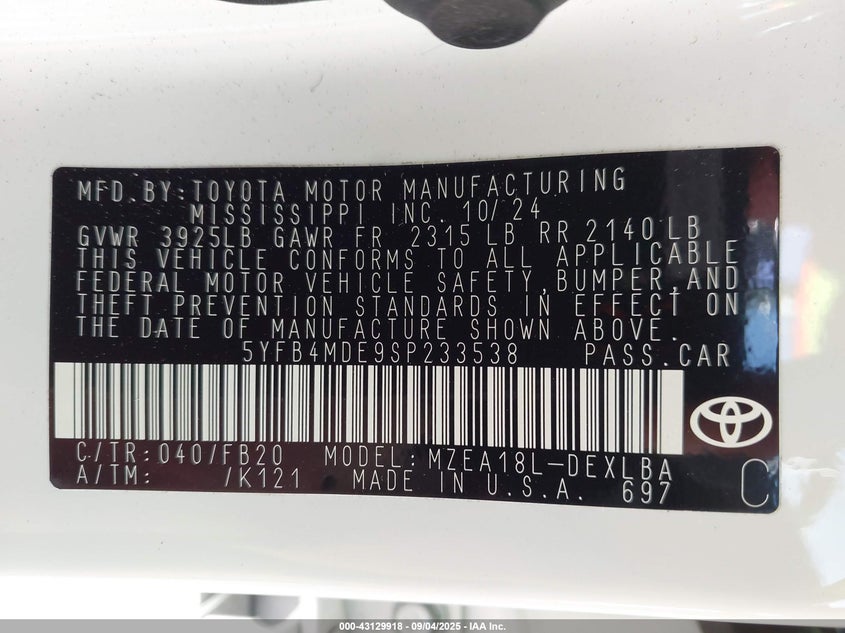 MFD.BY:TOYOTA MOTOR MANUFACTURING
MISSISSIPPI INC. 10/24
GVWR 3925LB GAWR FR 2315 LB RR 2140 LB
THIS VEHICLE CONFORMS TO ALL APPLICABLE
FEDERAL MOTOR VEHICLE SAFETY,BUMPER,AND
THEFT PREVENTION STANDARDS IN EFFECT ON
THE DATE OF MANUFACTURE SHOWN ABOVE.
5YFB4MDE9SP233538 PASS.CAR
C/TR:040/FB20 MODEL:MZEA18L-DEXLBA
A/TM: /K121 MADE IN U.S.A. 697 C
000-43129918 - 09/04/2025 - IAA Inc.